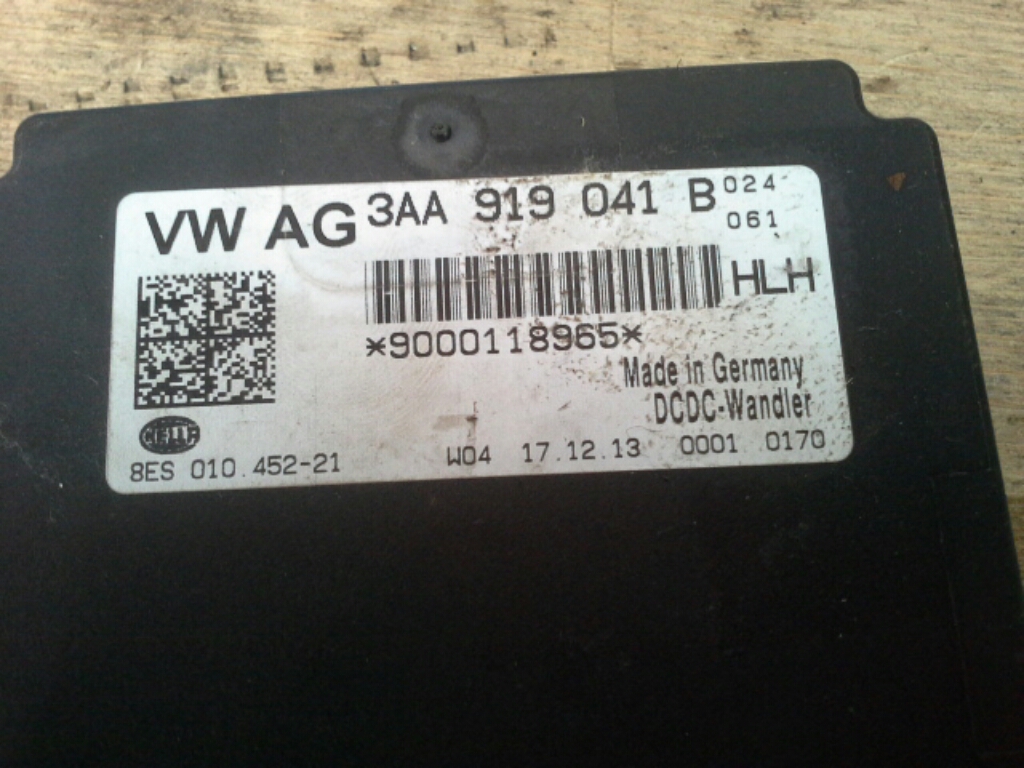 VW AG 3AA 919 041 B 024
061
HLH
*9000118965*
Made in Germany
DCDC-Wandler
HELLA
8ES 010.452-21 W04 17.12.13 0001 0170